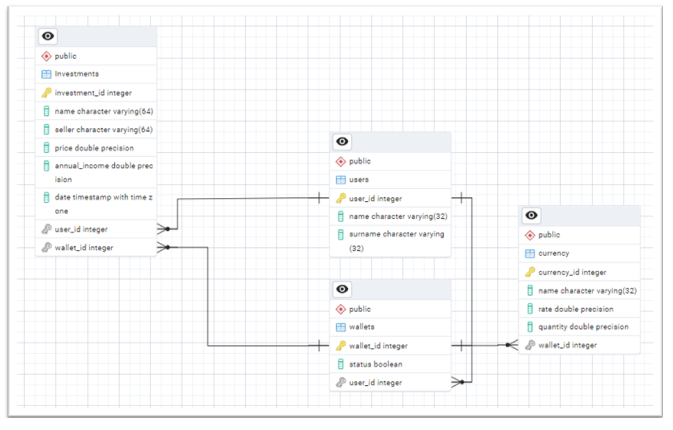 public
Investments
investment_id integer
name character varying(64)
seller character varying(64)
price double precision
annual_income double prec
ision
date timestamp with time z
one
user_id integer
wallet_id integer
public
users
user_id integer
name character varying(32)
surname character varying
(32)
public
wallets
wallet_id integer
status boolean
user_id integer
public
currency
currency_id integer
name character varying(32)
rate double precision
quantity double precision
wallet_id integer